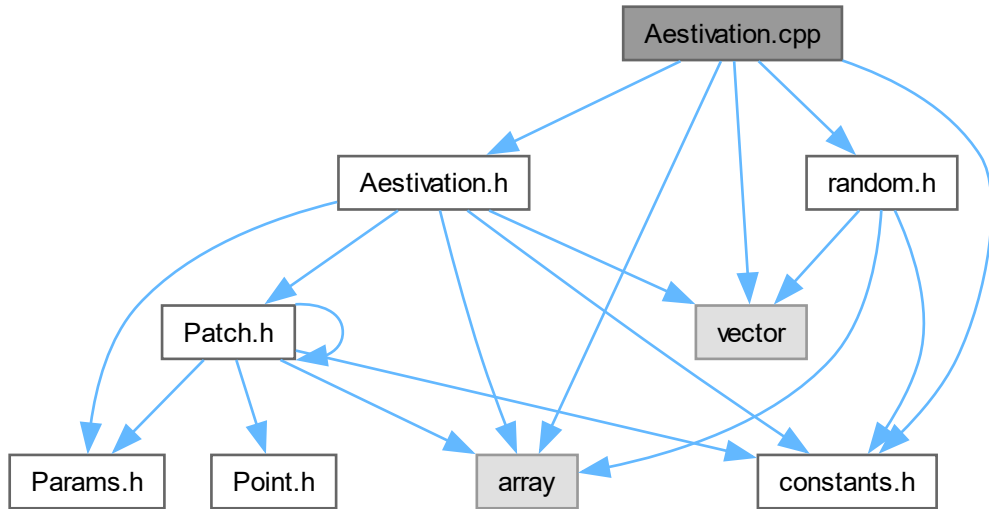 Aestivation.cpp
Aestivation.h
random.h
Patch.h
vector
Params.h
Point.h
array
constants.h